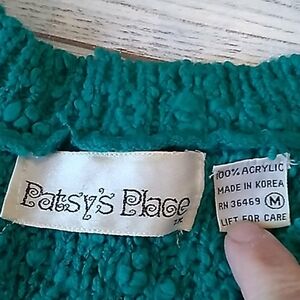 Patsy's Place
100% ACRYLIC
MADE IN KOREA
RN 36469 M
LIFT FOR CARE